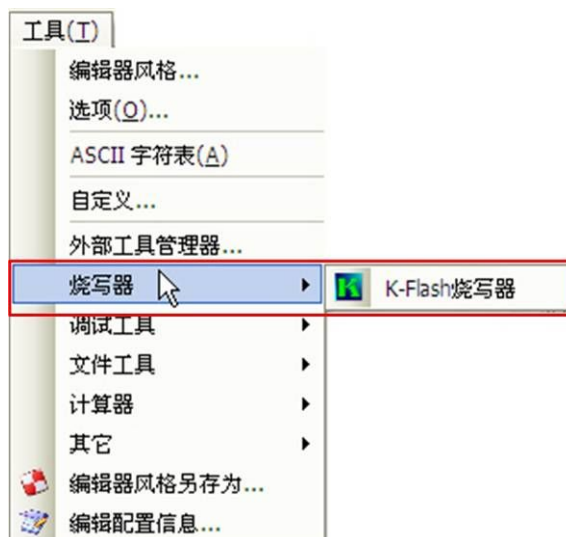 工具(T)
编辑器风格...
选项(O)...
ASCII 字符表(A)
自定义...
外部工具管理器...
烧写器
K-Flash烧写器
调试工具
文件工具
计算器
其它
编辑器风格另存为...
编辑配置信息...